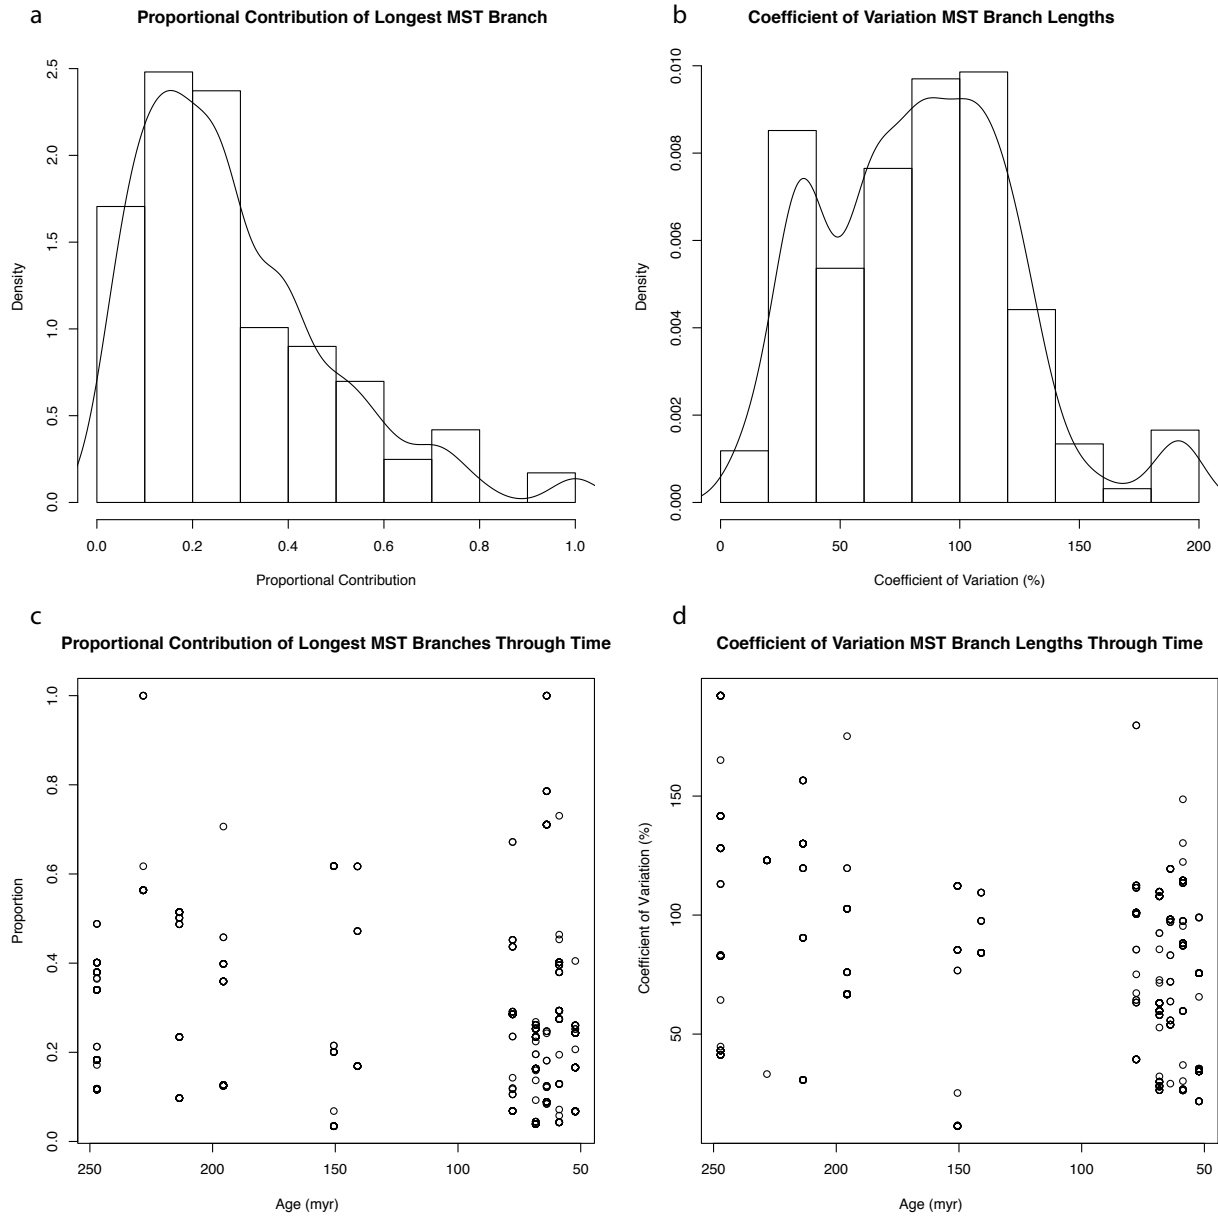 a
Proportional Contribution of Longest MST Branch
Density
2.5
2.0
1.5
1.0
0.5
0.0
0.0 0.2 0.4 0.6 0.8 1.0
Proportional Contribution
b
Coefficient of Variation MST Branch Lengths
Density
0.010
0.008
0.006
0.004
0.002
0.000
0 50 100 150 200
Coefficient of Variation (%)
c
Proportional Contribution of Longest MST Branches Through Time
Proportion
1.0
0.8
0.6
0.4
0.2
0.0
250 200 150 100 50
Age (myr)
d
Coefficient of Variation MST Branch Lengths Through Time
Coefficient of Variation (%)
150
100
50
250 200 150 100 50
Age (myr)